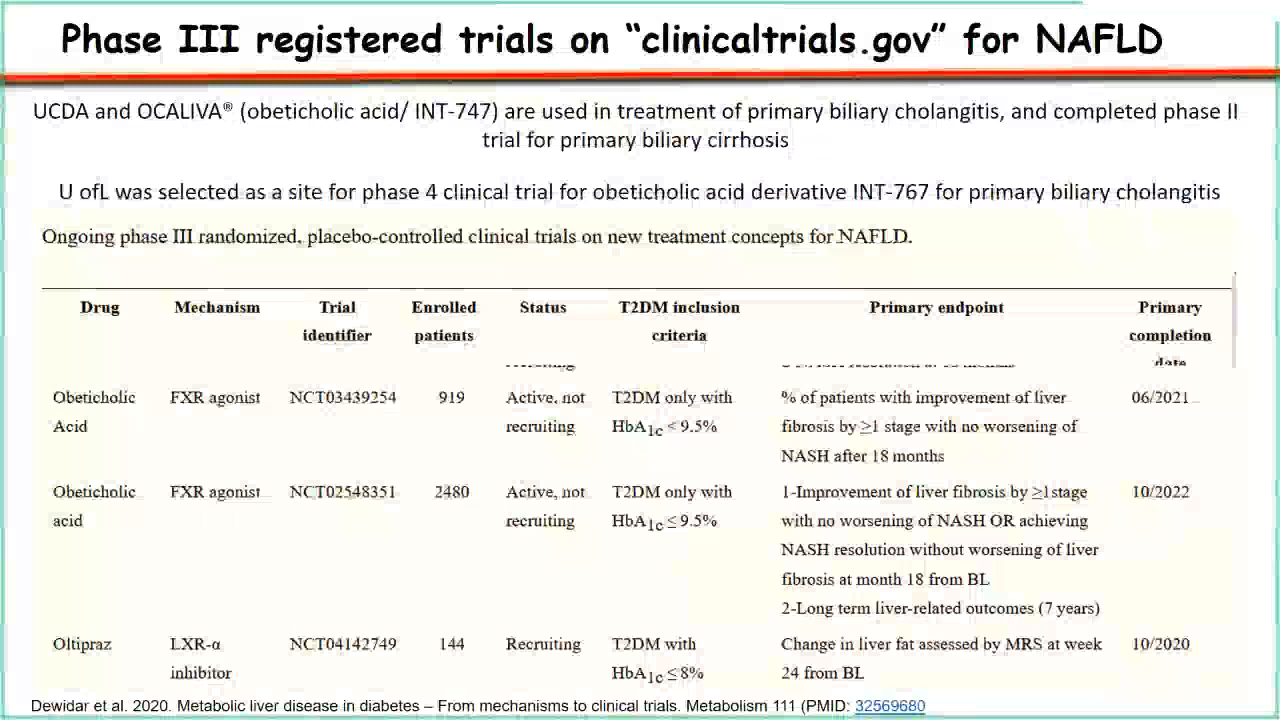 Phase III registered trials on “clinicaltrials.gov” for NAFLD
UCDA and OCALIVA® (obeticholic acid/ INT-747) are used in treatment of primary biliary cholangitis, and completed phase II
trial for primary biliary cirrhosis
U ofL was selected as a site for phase 4 clinical trial for obeticholic acid derivative INT-767 for primary biliary cholangitis
Ongoing phase III randomized, placebo-controlled clinical trials on new treatment concepts for NAFLD.
Drug Mechanism Trial Enrolled Status T2DM inclusion Primary endpoint Primary
identifier patients criteria completion
date
Obeticholic FXR agonist NCT03439254 919 Active, not T2DM only with % of patients with improvement of liver 06/2021
Acid recruiting HbA1c < 9.5% fibrosis by ≥1 stage with no worsening of
NASH after 18 months
Obeticholic FXR agonist NCT02548351 2480 Active, not T2DM only with 1-Improvement of liver fibrosis by ≥1stage 10/2022
acid recruiting HbA1c ≤ 9.5% with no worsening of NASH OR achieving
NASH resolution without worsening of liver
fibrosis at month 18 from BL
2-Long term liver-related outcomes (7 years)
Oltipraz LXR-α NCT04142749 144 Recruiting T2DM with Change in liver fat assessed by MRS at week 10/2020
inhibitor HbA1c ≤ 8% 24 from BL
Dewidar et al. 2020. Metabolic liver disease in diabetes – From mechanisms to clinical trials. Metabolism 111 (PMID: 32569680